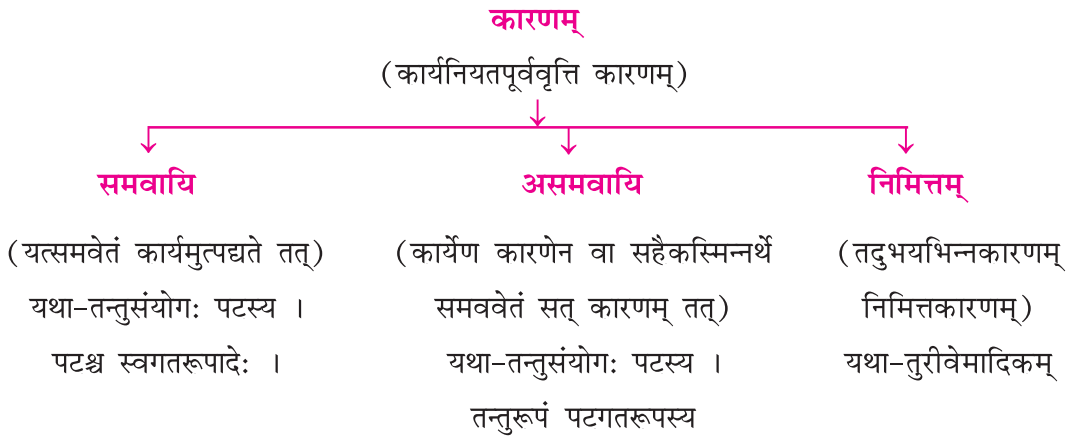 कारणम्
(कार्यनियतपूर्ववृत्ति कारणम्)
समवायि
असमवायि
निमित्तम्
(यत्समवेतं कार्यमुत्पद्यते तत्)
यथा-तन्तुसंयोगः पटस्य ।
पटश्च स्वगतरूपादेः ।
(कार्येण कारणेन वा सहैकस्मिन्नर्थे
समववेतं सत् कारणम् तत्)
यथा-तन्तुसंयोगः पटस्य ।
तन्तुरूपं पटगतरूपस्य
(तदुभयभिन्नकारणम्
निमित्तकारणम्)
यथा-तुरीवेमादिकम्